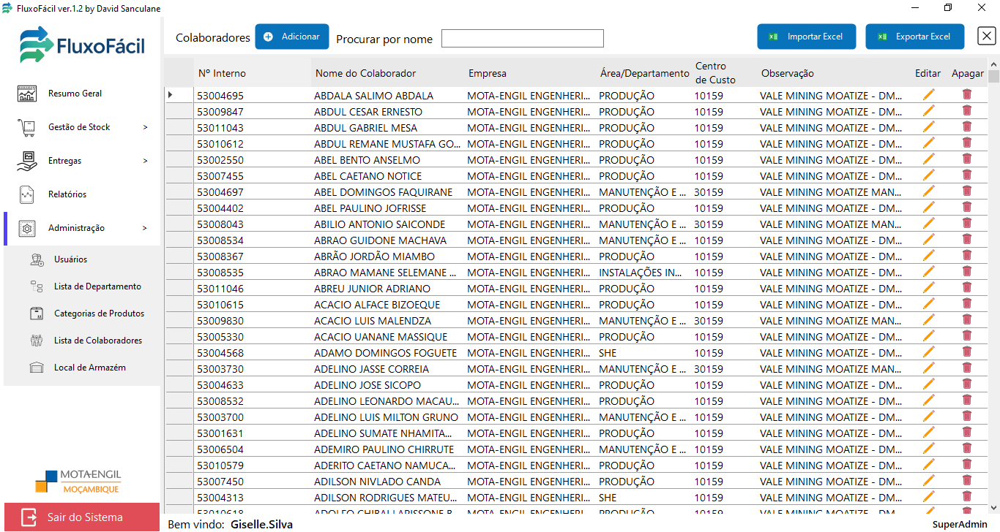 FluxoFácil ver.1.2 by David Sanculane
FluxoFácil
Resumo Geral
Gestão de Stock >
Entregas >
Relatórios
Administração >
Usuários
Lista de Departamento
Categorias de Produtos
Lista de Colaboradores
Local de Armazém
MOTA-ENGIL
MOÇAMBIQUE
Sair do Sistema
Colaboradores Adicionar Procurar por nome Importar Excel Exportar Excel
Nº Interno Nome do Colaborador Empresa Área/Departamento Centro de Custo Observação Editar Apagar
53004695 ABDALA SALIMO ABDALA MOTA-ENGIL ENGENHERI... PRODUÇÃO 10159 VALE MINING MOATIZE - DM...
53009847 ABDUL CESAR ERNESTO MOTA-ENGIL ENGENHERI... PRODUÇÃO 10159 VALE MINING MOATIZE - DM...
53011043 ABDUL GABRIEL MESA MOTA-ENGIL ENGENHERI... PRODUÇÃO 10159 VALE MINING MOATIZE - DM...
53010612 ABDUL REMANE MUSTAFA GO... MOTA-ENGIL ENGENHERI... PRODUÇÃO 10159 VALE MINING MOATIZE - DM...
53002550 ABEL BENTO ANSELMO MOTA-ENGIL ENGENHERI... PRODUÇÃO 10159 VALE MINING MOATIZE - DM...
53007455 ABEL CAETANO NOTICE MOTA-ENGIL ENGENHERI... PRODUÇÃO 10159 VALE MINING MOATIZE - DM...
53004697 ABEL DOMINGOS FAQUIRANE MOTA-ENGIL ENGENHERI... MANUTENÇÃO E ... 30159 VALE MINING MOATIZE MAN...
53004402 ABEL PAULINO JOFRISSE MOTA-ENGIL ENGENHERI... PRODUÇÃO 10159 VALE MINING MOATIZE - DM...
53008043 ABILIO ANTONIO SAICONDE MOTA-ENGIL ENGENHERI... MANUTENÇÃO E ... 30159 VALE MINING MOATIZE MAN...
53008534 ABRAO GUIDONE MACHAVA MOTA-ENGIL ENGENHERI... MANUTENÇÃO E ... 10159 VALE MINING MOATIZE - DM...
53008367 ABRÃO JORDÃO MIAMBO MOTA-ENGIL ENGENHERI... PRODUÇÃO 10159 VALE MINING MOATIZE - DM...
53008535 ABRAO MAMANE SELEMANE ... MOTA-ENGIL ENGENHERI... INSTALAÇÕES IN... 10159 VALE MINING MOATIZE - DM...
53011046 ABREU JUNIOR ADRIANO MOTA-ENGIL ENGENHERI... PRODUÇÃO 10159 VALE MINING MOATIZE - DM...
53010615 ACACIO ALFACE BIZOEQUE MOTA-ENGIL ENGENHERI... PRODUÇÃO 10159 VALE MINING MOATIZE - DM...
53009830 ACACIO LUIS MALENDZA MOTA-ENGIL ENGENHERI... MANUTENÇÃO E ... 30159 VALE MINING MOATIZE MAN...
53005330 ACACIO UANANE MASSIQUE MOTA-ENGIL ENGENHERI... PRODUÇÃO 10159 VALE MINING MOATIZE - DM...
53004568 ADAMO DOMINGOS FOGUETE MOTA-ENGIL ENGENHERI... SHE 10159 VALE MINING MOATIZE - DM...
53003730 ADELINO JASSE CORREIA MOTA-ENGIL ENGENHERI... MANUTENÇÃO E ... 30159 VALE MINING MOATIZE MAN...
53004633 ADELINO JOSE SICOPO MOTA-ENGIL ENGENHERI... PRODUÇÃO 10159 VALE MINING MOATIZE - DM...
53008532 ADELINO LEONARDO MACAU... MOTA-ENGIL ENGENHERI... PRODUÇÃO 10159 VALE MINING MOATIZE - DM...
53003700 ADELINO LUIS MILTON GRUNO MOTA-ENGIL ENGENHERI... MANUTENÇÃO E ... 10159 VALE MINING MOATIZE - DM...
53001631 ADELINO SUMATE NHAMITA... MOTA-ENGIL ENGENHERI... PRODUÇÃO 10159 VALE MINING MOATIZE - DM...
53006504 ADEMIRO PAULINO CHIRRUTE MOTA-ENGIL ENGENHERI... MANUTENÇÃO E ... 10159 VALE MINING MOATIZE - DM...
53010579 ADERITO CAETANO NAMUCA... MOTA-ENGIL ENGENHERI... PRODUÇÃO 10159 VALE MINING MOATIZE - DM...
53007450 ADILSON NIVLADO CANDA MOTA-ENGIL ENGENHERI... PRODUÇÃO 10159 VALE MINING MOATIZE - DM...
53004313 ADILSON RODRIGUES MATEU... MOTA-ENGIL ENGENHERI... SHE 10159 VALE MINING MOATIZE - DM...
Bem vindo: Giselle.Silva SuperAdmin